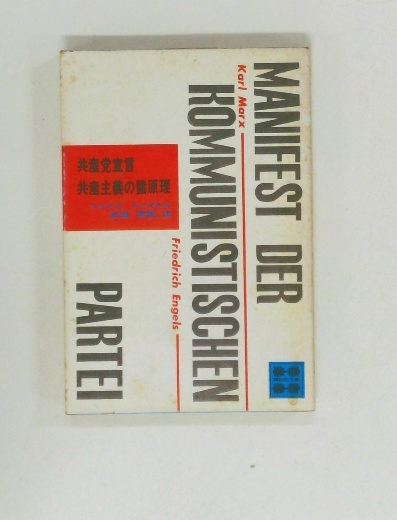 MANIFEST DER
KOMMUNISTISCHEN
PARTEI
Karl Marx
Friedrich Engels
共産党宣言
共産主義の諸原理